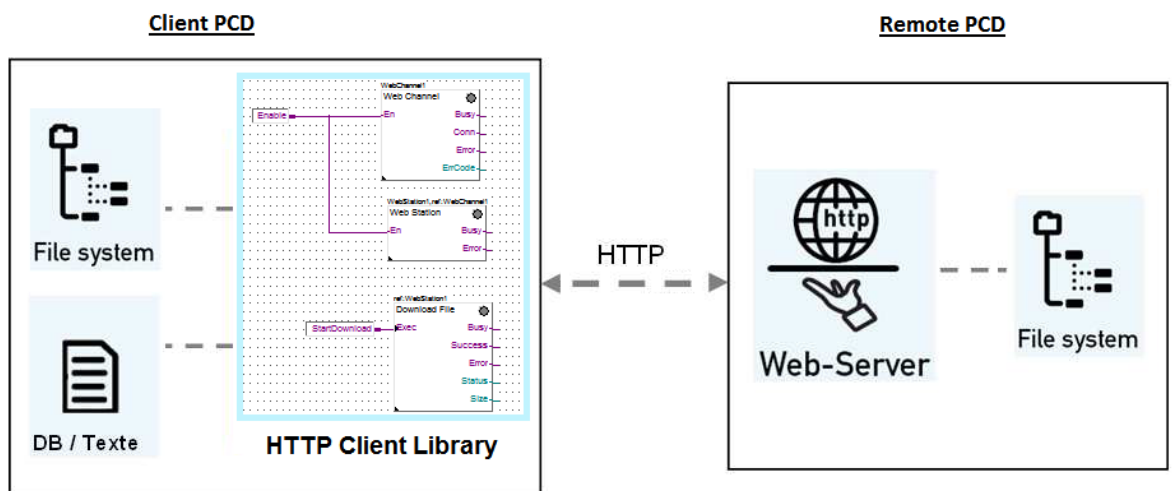 Client PCD
Remote PCD
WebChannel1
Web Channel
Enable
En
Busy
Conn
Error
ErrCode
WebStation1,ref:WebChannel1
Web Station
En
Busy
Error
ref:WebStation1
Download File
StartDownload
Exec
Busy
Success
Error
Status
Size
File system
DB / Texte
HTTP Client Library
HTTP
http
Web-Server
File system